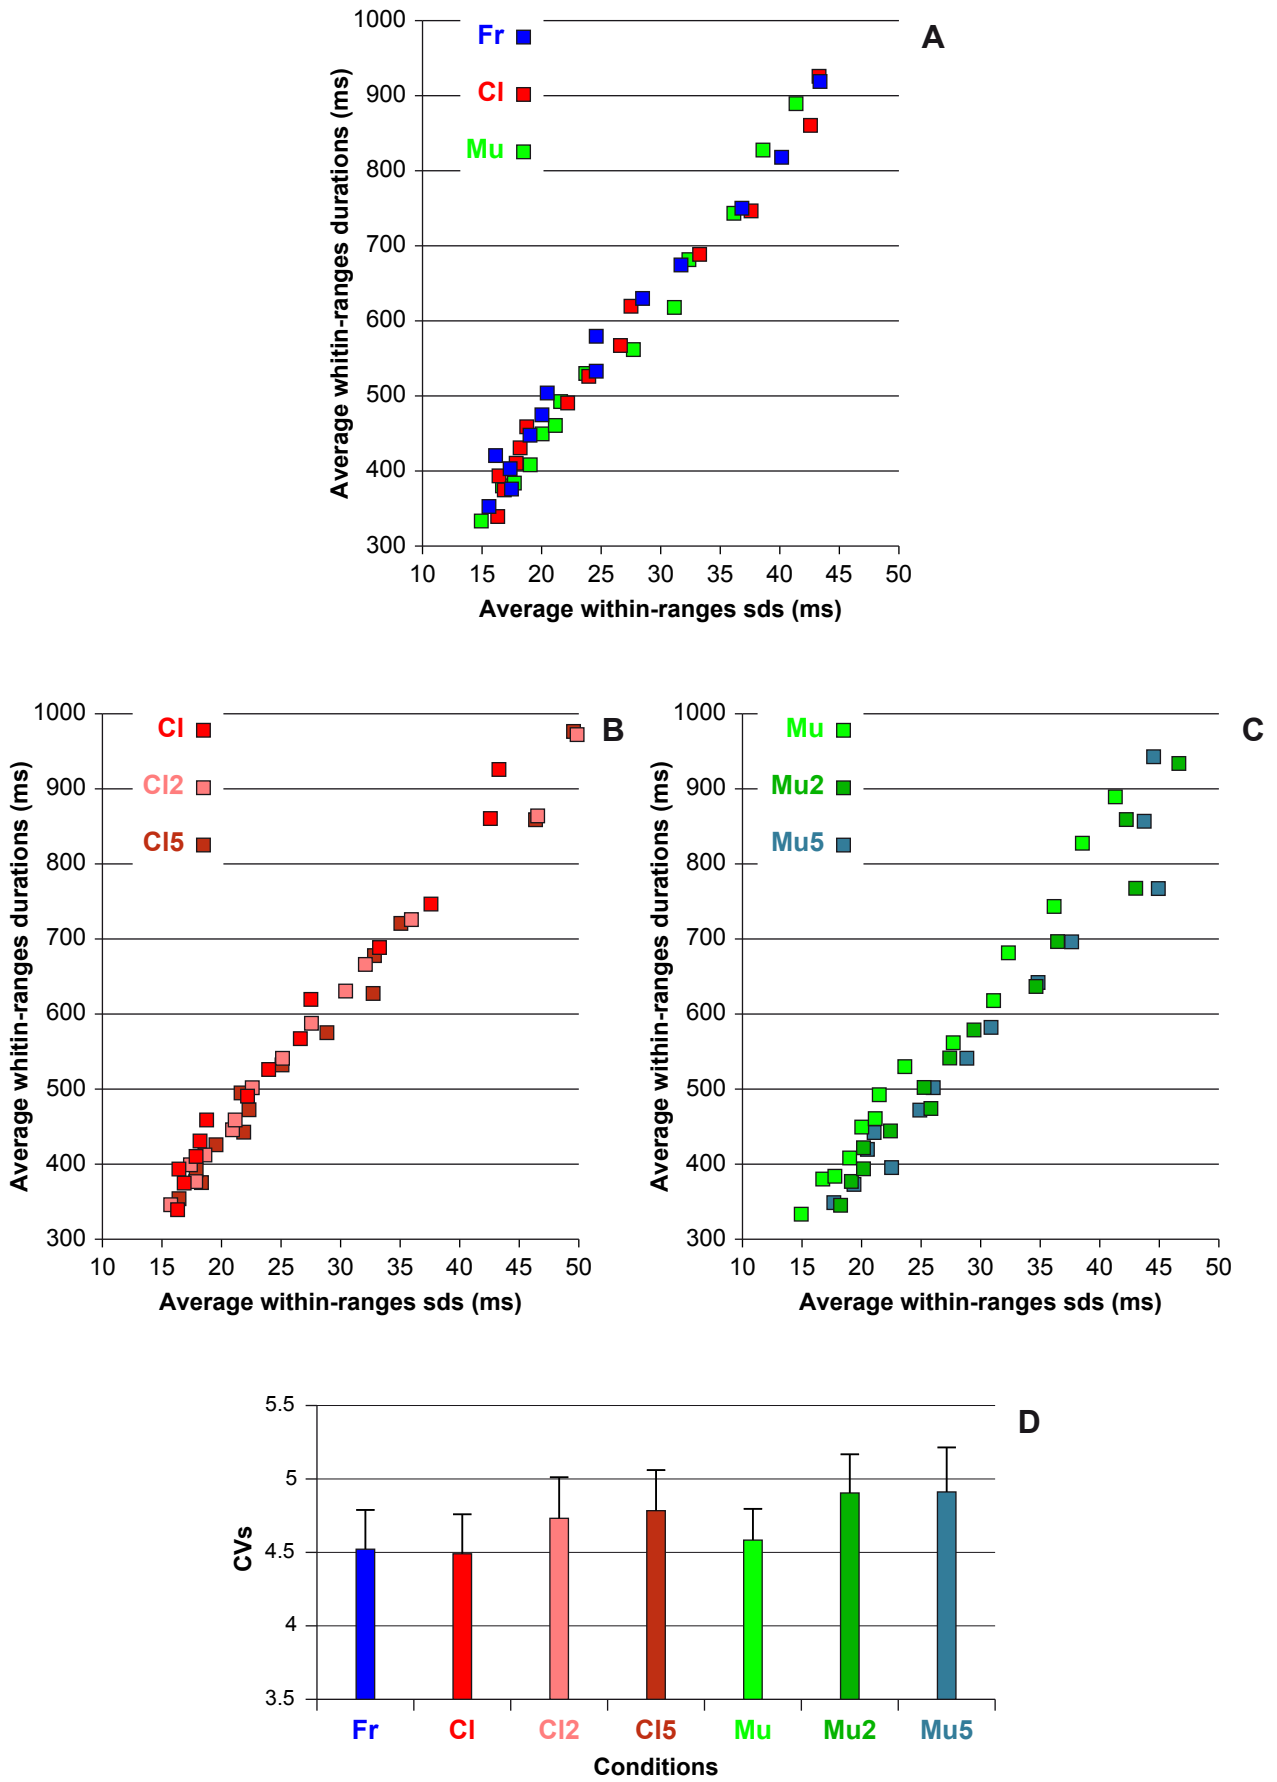 A
Fr
Cl
Mu
1000
900
800
700
600
500
400
300
10 15 20 25 30 35 40 45 50
Average whitin-ranges durations (ms)
Average within-ranges sds (ms)
B
Cl
Cl2
Cl5
1000
900
800
700
600
500
400
300
10 15 20 25 30 35 40 45 50
Average whitin-ranges durations (ms)
Average within-ranges sds (ms)
C
Mu
Mu2
Mu5
1000
900
800
700
600
500
400
300
10 15 20 25 30 35 40 45 50
Average within-ranges durations (ms)
Average within-ranges sds (ms)
D
5.5
5
4.5
4
3.5
CVs
Fr Cl Cl2 Cl5 Mu Mu2 Mu5
Conditions